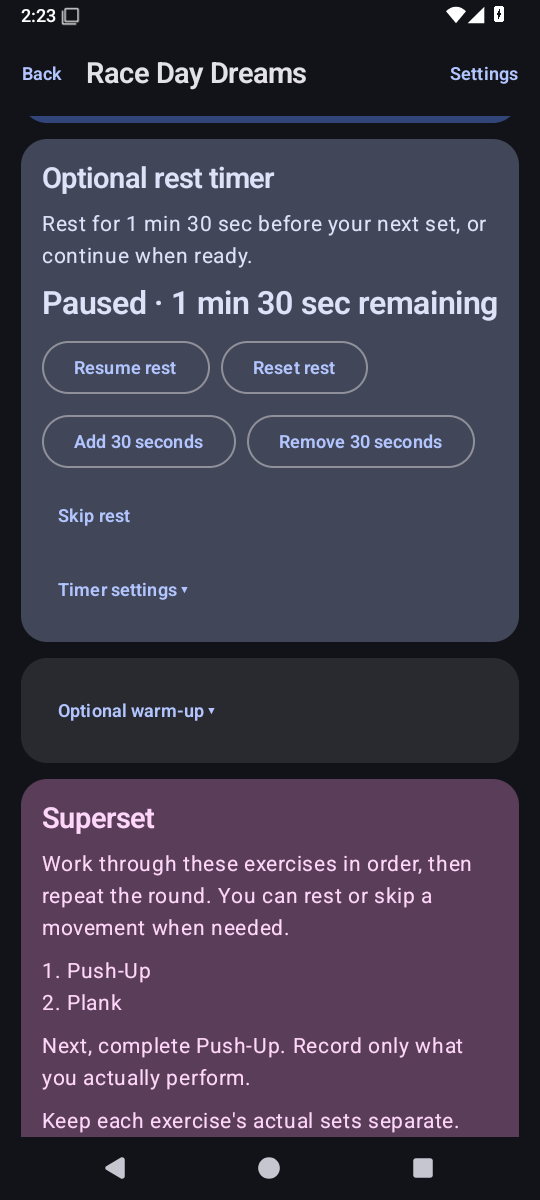 2:23
Back Race Day Dreams Settings
Optional rest timer
Rest for 1 min 30 sec before your next set, or
continue when ready.
Paused · 1 min 30 sec remaining
Resume rest Reset rest
Add 30 seconds Remove 30 seconds
Skip rest
Timer settings ▾
Optional warm-up ▾
Superset
Work through these exercises in order, then
repeat the round. You can rest or skip a
movement when needed.
1. Push-Up
2. Plank
Next, complete Push-Up. Record only what
you actually perform.
Keep each exercise's actual sets separate.